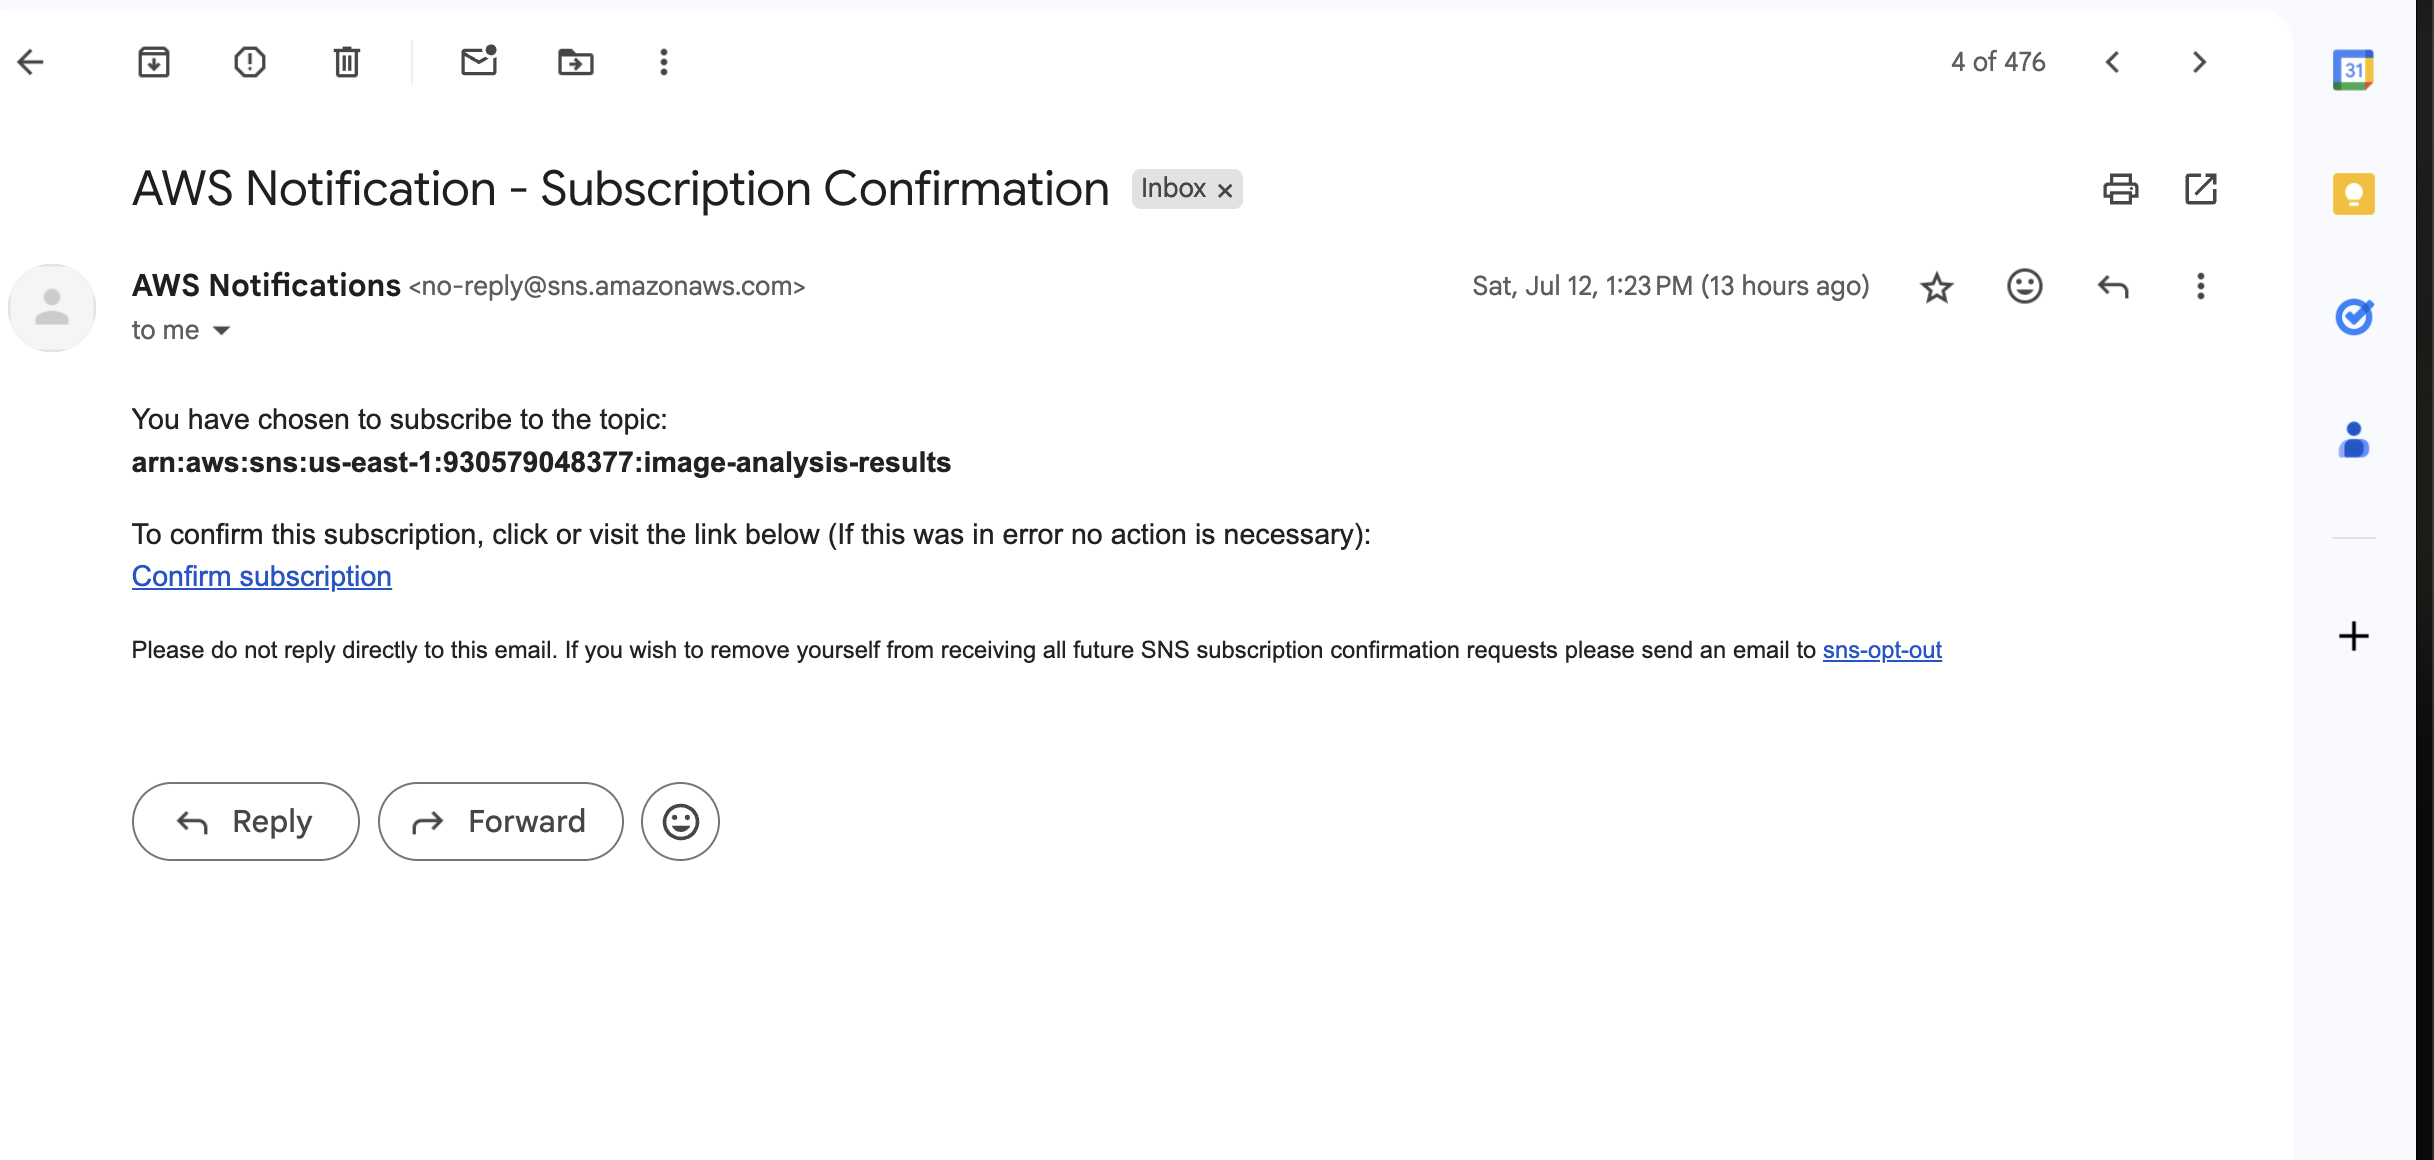 4 of 476
31
AWS Notification - Subscription Confirmation
Inbox x
AWS Notifications <no-reply@sns.amazonaws.com>
Sat, Jul 12, 1:23 PM (13 hours ago)
to me
You have chosen to subscribe to the topic:
arn:aws:sns:us-east-1:930579048377:image-analysis-results
To confirm this subscription, click or visit the link below (If this was in error no action is necessary):
Confirm subscription
Please do not reply directly to this email. If you wish to remove yourself from receiving all future SNS subscription confirmation requests please send an email to sns-opt-out
Reply
Forward